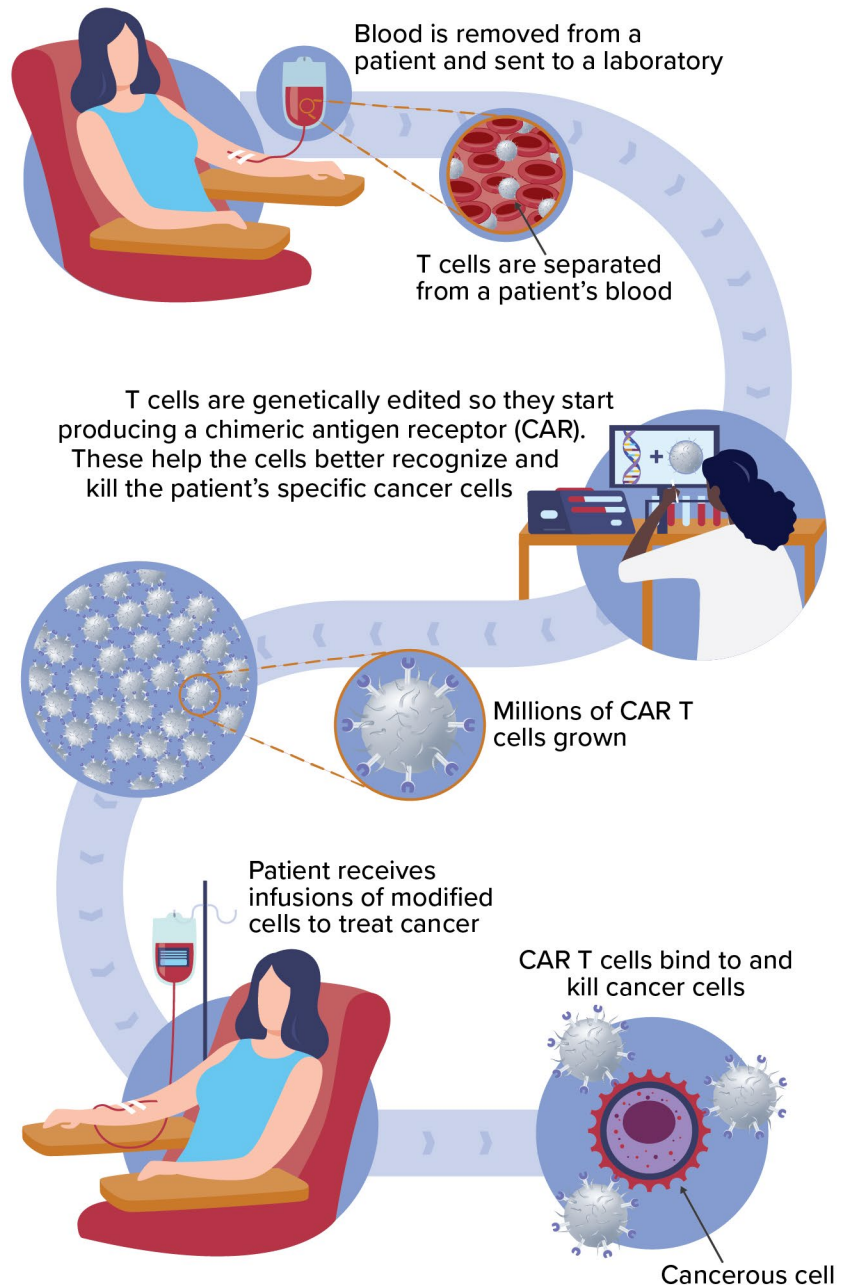 Blood is removed from a
patient and sent to a laboratory
T cells are separated
from a patient's blood
T cells are genetically edited so they start
producing a chimeric antigen receptor (CAR).
These help the cells better recognize and
kill the patient's specific cancer cells
+
Millions of CAR T
cells grown
Patient receives
infusions of modified
cells to treat cancer
CAR T cells bind to and
kill cancer cells
Cancerous cell